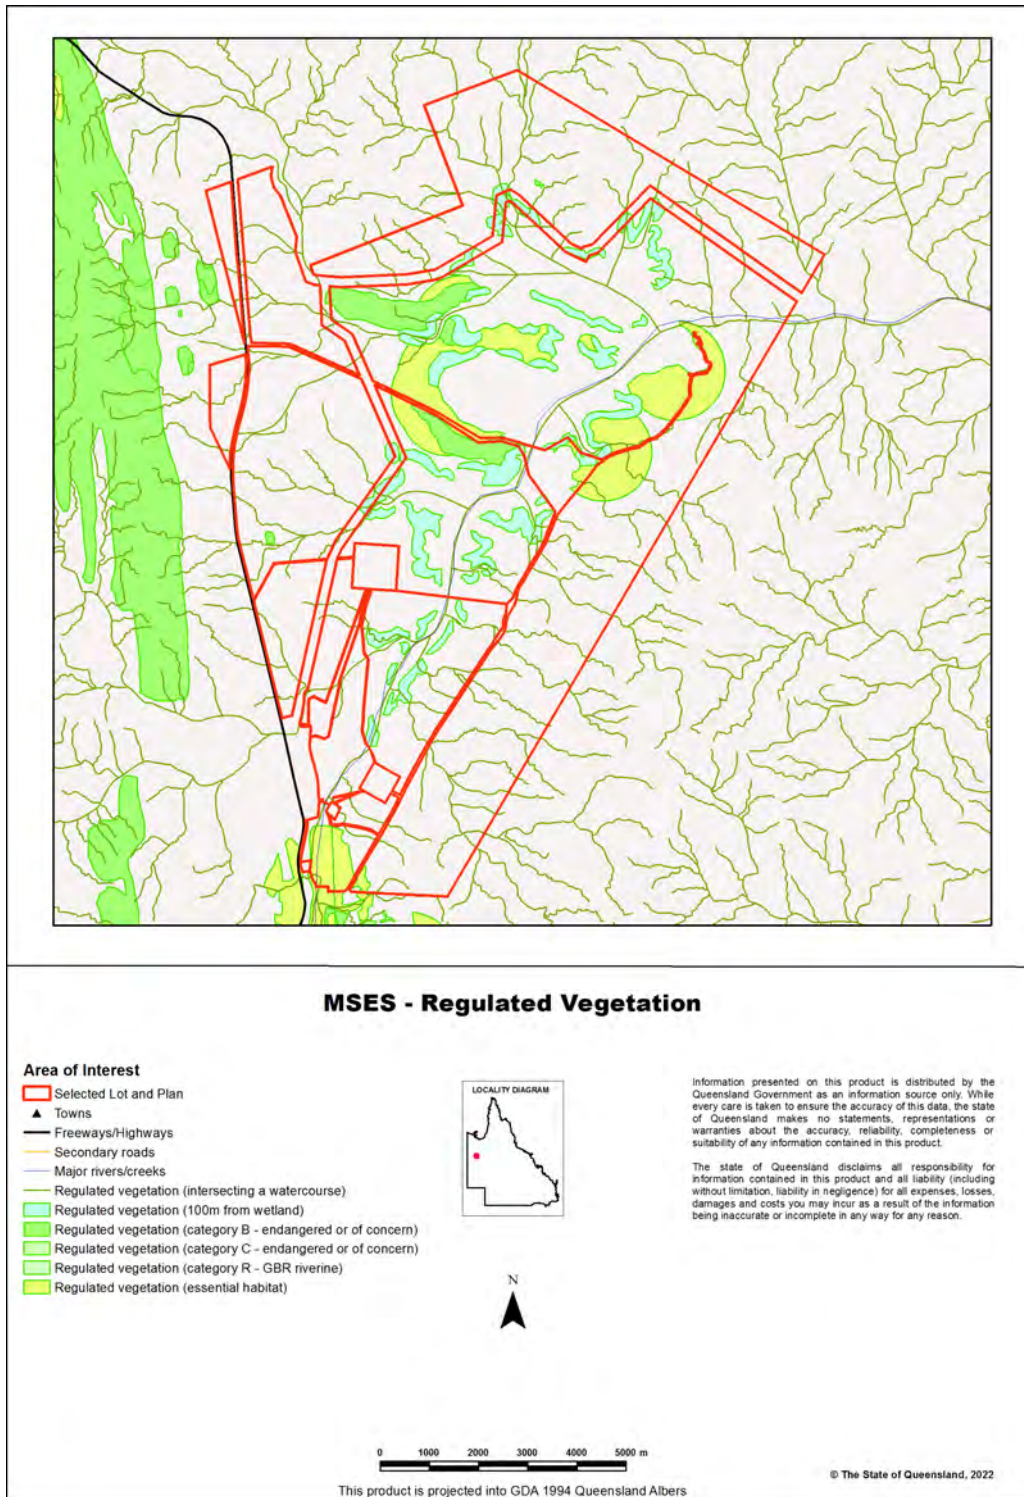 MSES - Regulated Vegetation
Area of Interest
Selected Lot and Plan
Towns
Freeways/Highways
Secondary roads
Major rivers/creeks
Regulated vegetation (intersecting a watercourse)
Regulated vegetation (100m from wetland)
Regulated vegetation (category B - endangered or of concern)
Regulated vegetation (category C - endangered or of concern)
Regulated vegetation (category R - GBR riverine)
Regulated vegetation (essential habitat)
LOCALITY DIAGRAM
Information presented on this product is distributed by the
Queensland Government as an information source only. While
every care is taken to ensure the accuracy of this data, the state
of Queensland makes no statements, representations or
warranties about the accuracy, reliability, completeness or
suitability of any information contained in this product.
The state of Queensland disclaims all responsibility for
information contained in this product and all liability (including
without limitation, liability in negligence) for all expenses, losses,
damages and costs you may incur as a result of the information
being inaccurate or incomplete in any way for any reason.
N
0 1000 2000 3000 4000 5000 m
This product is projected into GDA 1994 Queensland Albers
© The State of Queensland, 2022